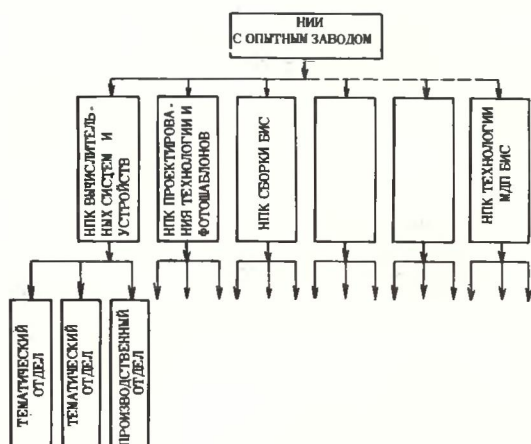 НИИ
С ОПЫТНЫМ ЗАВОДОМ
НПК ВЫЧИСЛИТЕЛЬ-
НЫХ СИСТЕМ И
УСТРОЙСТВ
НПК ПРОЕКТИРОВА-
НИЯ ТЕХНОЛОГИИ И
ФОТОШАБЛОНОВ
НПК СБОРКИ БИС
НПК ТЕХНОЛОГИИ
МДП БИС
ТЕМАТИЧЕСКИЙ
ОТДЕЛ
ТЕМАТИЧЕСКИЙ
ОТДЕЛ
ПРОИЗВОДСТВЕННЫЙ
ОТДЕЛ